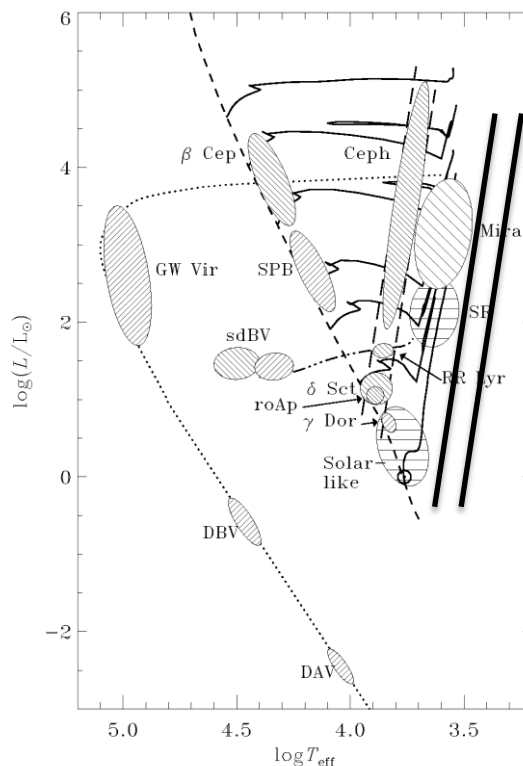 6
β Cep
Ceph
4
Mira
GW Vir
SPB
sdBV
SR
2
RR Lyr
δ Sct
roAp
γ Dor
Solar
like
0
DBV
−2
DAV
5.0 4.5 4.0 3.5
log(L/L⊙)
log Teff